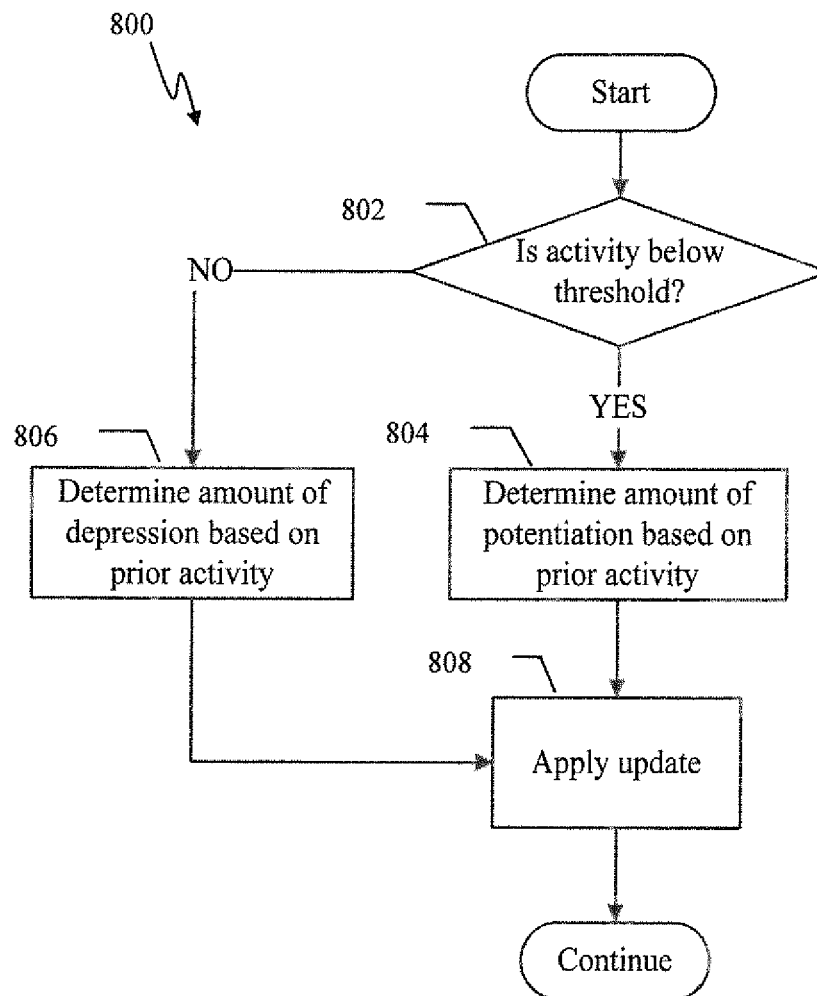 800
Start
802
Is activity below
threshold?
NO
YES
806
804
Determine amount of
depression based on
prior activity
Determine amount of
potentiation based on
prior activity
808
Apply update
Continue